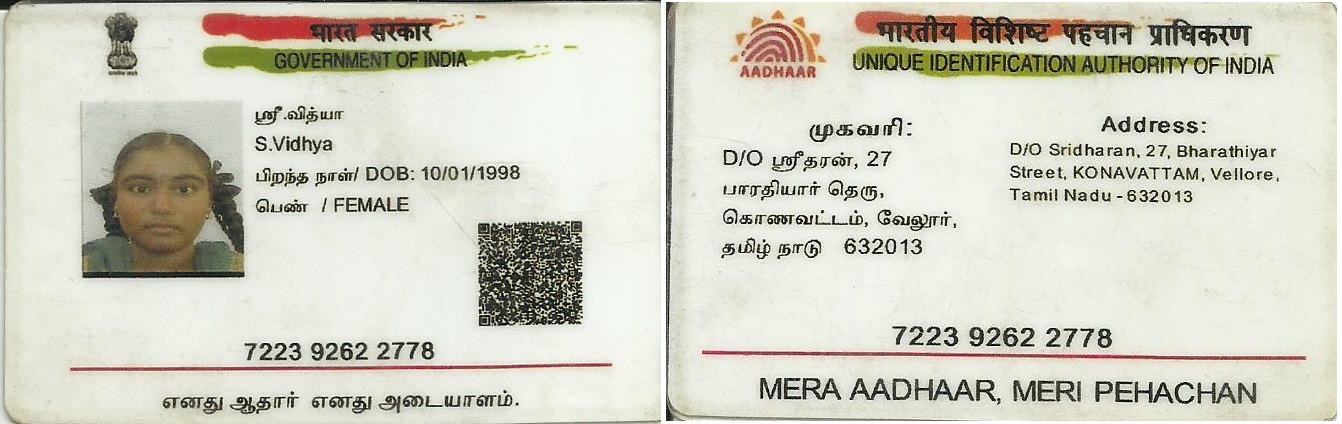 भारत सरकार
GOVERNMENT OF INDIA
ஸ்ரீ.வித்யா
S.Vidhya
பிறந்த நாள்/ DOB: 10/01/1998
பெண் / FEMALE
7223 9262 2778
எனது ஆதார் எனது அடையாளம்.
भारतीय विशिष्ट पहचान प्राधिकरण
UNIQUE IDENTIFICATION AUTHORITY OF INDIA
AADHAAR
முகவரி:
D/O ஸ்ரீதரன், 27
பாரதியார் தெரு,
கொணவட்டம், வேலூர்,
தமிழ் நாடு 632013
Address:
D/O Sridharan, 27, Bharathiyar
Street, KONAVATTAM, Vellore,
Tamil Nadu - 632013
7223 9262 2778
MERA AADHAAR, MERI PEHACHAN